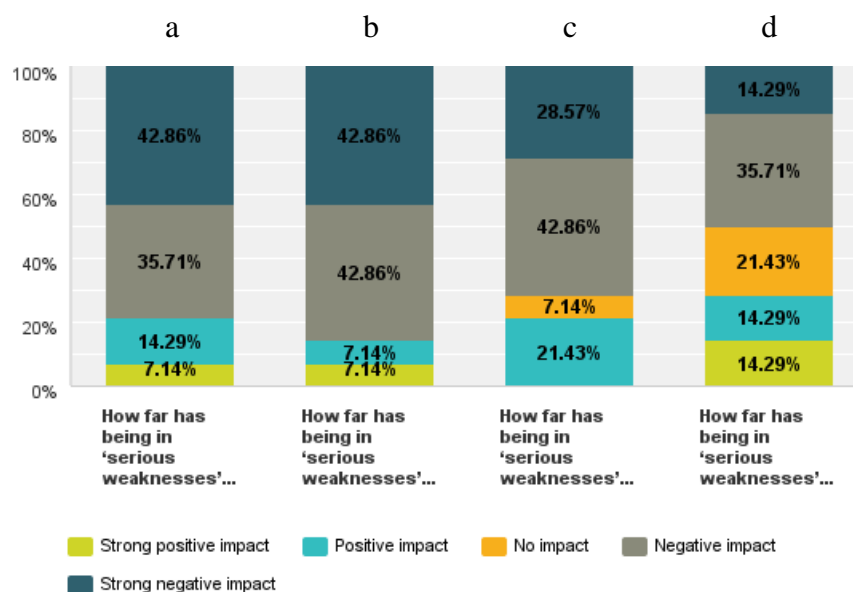 a b c d
100%
80%
60%
40%
20%
0%
42.86%
35.71%
14.29%
7.14%
42.86%
42.86%
7.14%
7.14%
28.57%
42.86%
7.14%
21.43%
14.29%
35.71%
21.43%
14.29%
14.29%
How far has
being in
‘serious
weaknesses’...
How far has
being in
‘serious
weaknesses’...
How far has
being in
‘serious
weaknesses’...
How far has
being in
‘serious
weaknesses’...
Strong positive impact
Positive impact
No impact
Negative impact
Strong negative impact